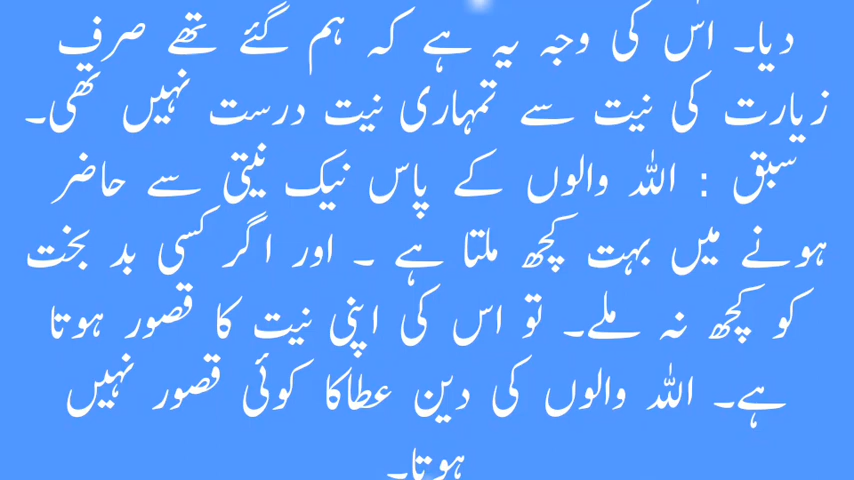 دیا۔ اس کی وجہ یہ ہے کہ ہم گئے تھے صرف
زیارت کی نیت سے تمہاری نیت درست نہیں تھی۔
سبق : اللہ والوں کے پاس نیک نیتی سے حاضر
ہونے میں بہت کچھ ملتا ہے ۔ اور اگر کسی بد بخت
کو کچھ نہ ملے۔ تو اس کی اپنی نیت کا قصور ہوتا
ہے۔ اللہ والوں کی دین عطاکا کوئی قصور نہیں
ہوتا۔